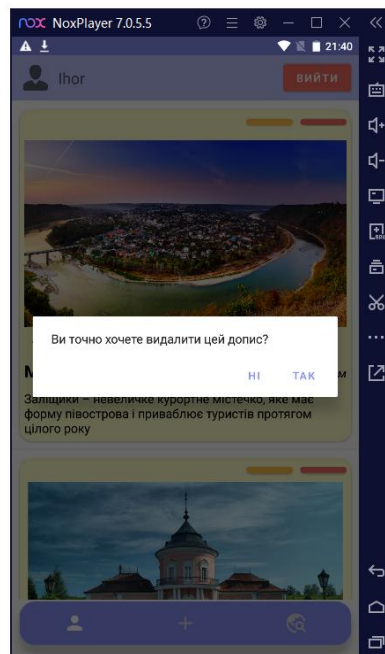 NoxPlayer 7.0.5.5
21:40
Ihor
ВИЙТИ
Ви точно хочете видалити цей допис?
НІ ТАК
Заліщики – невеличке курортне містечко, яке має
форму півострова і приваблює туристів протягом
цілого року